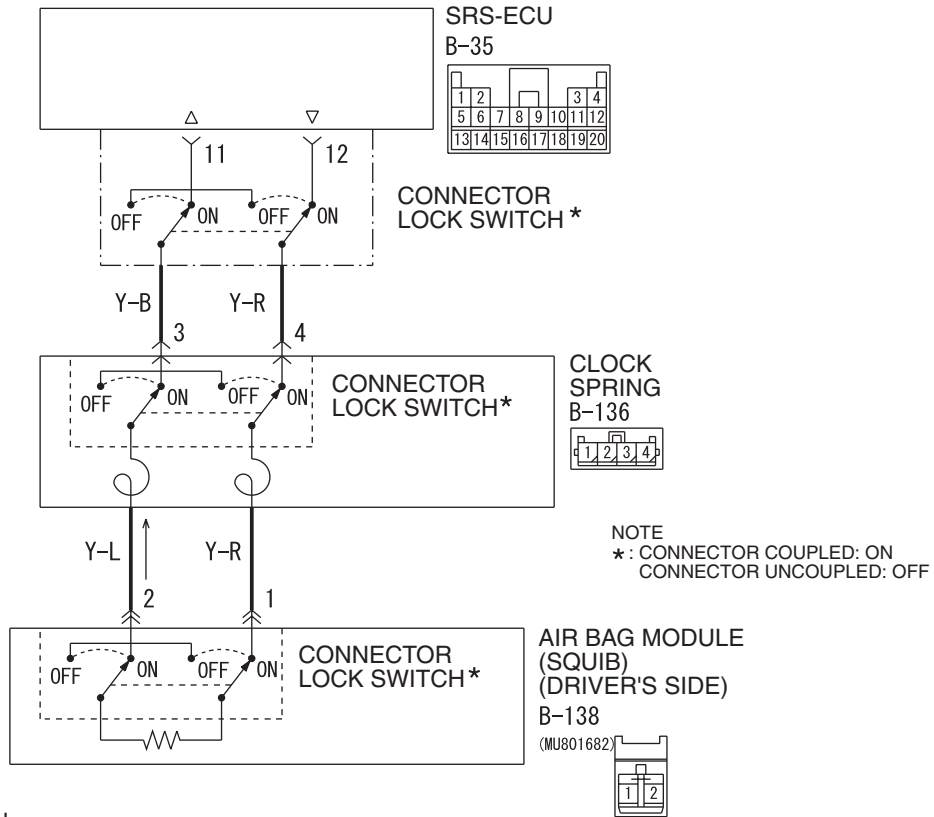 SRS-ECU
B-35
1 2 3 4
5 6 7 8 9 10 11 12
13 14 15 16 17 18 19 20
11 12
CONNECTOR
LOCK SWITCH *
OFF ON OFF ON
Y-B Y-R
3 4
CLOCK
SPRING
B-136
1 2 3 4
CONNECTOR
LOCK SWITCH*
OFF ON OFF ON
Y-L Y-R
2 1
NOTE
* : CONNECTOR COUPLED: ON
CONNECTOR UNCOUPLED: OFF
AIR BAG MODULE
(SQUIB)
(DRIVER'S SIDE)
B-138
(MU801682)
1 2
CONNECTOR
LOCK SWITCH*
OFF ON OFF ON